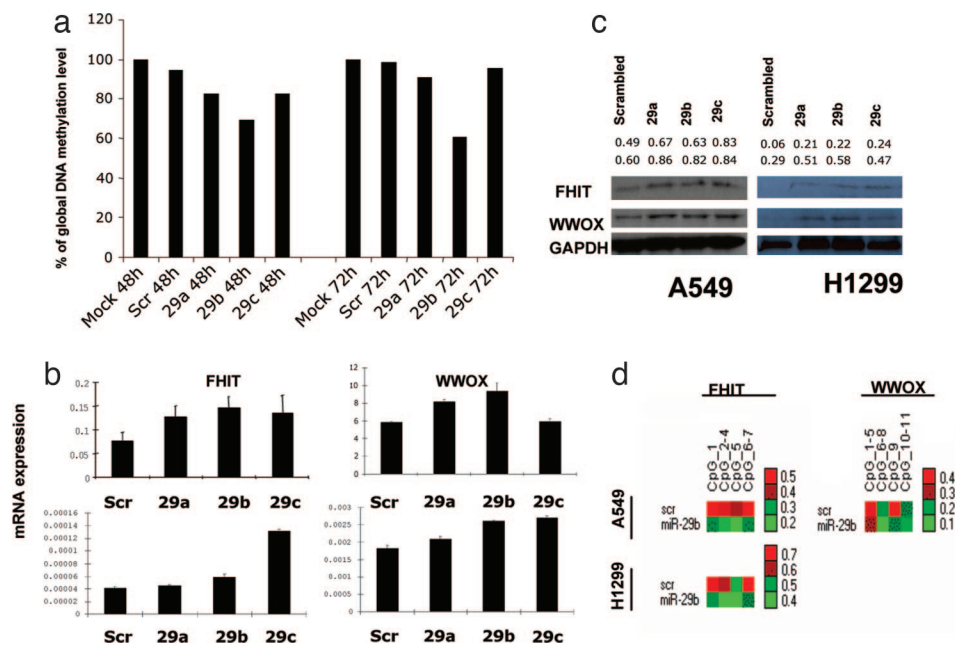 a
% of global DNA methylation level
120
100
80
60
40
20
0
Mock 48h
Scr 48h
29a 48h
29b 48h
29c 48h
Mock 72h
Scr 72h
29a 72h
29b 72h
29c 72h
c
Scrambled 29a 29b 29c
0.49 0.67 0.63 0.83
0.60 0.86 0.82 0.84
Scrambled 29a 29b 29c
0.06 0.21 0.22 0.24
0.29 0.51 0.58 0.47
FHIT
WWOX
GAPDH
A549
H1299
b
mRNA expression
FHIT
0.2
0.15
0.1
0.05
0
Scr 29a 29b 29c
WWOX
12
10
8
6
4
2
0
Scr 29a 29b 29c
0.00016
0.00014
0.00012
0.0001
0.00008
0.00006
0.00004
0.00002
0
Scr 29a 29b 29c
0.003
0.0025
0.002
0.0015
0.001
0.0005
0
Scr 29a 29b 29c
d
FHIT
CpG_1
CpG_2-4
CpG_5
CpG_6-7
A549
scr
miR-29b
0.5
0.4
0.3
0.2
WWOX
CpG_1-5
CpG_6-8
CpG_9
CpG_10-11
scr
miR-29b
0.4
0.3
0.2
0.1
H1299
scr
miR-29b
0.7
0.6
0.5
0.4